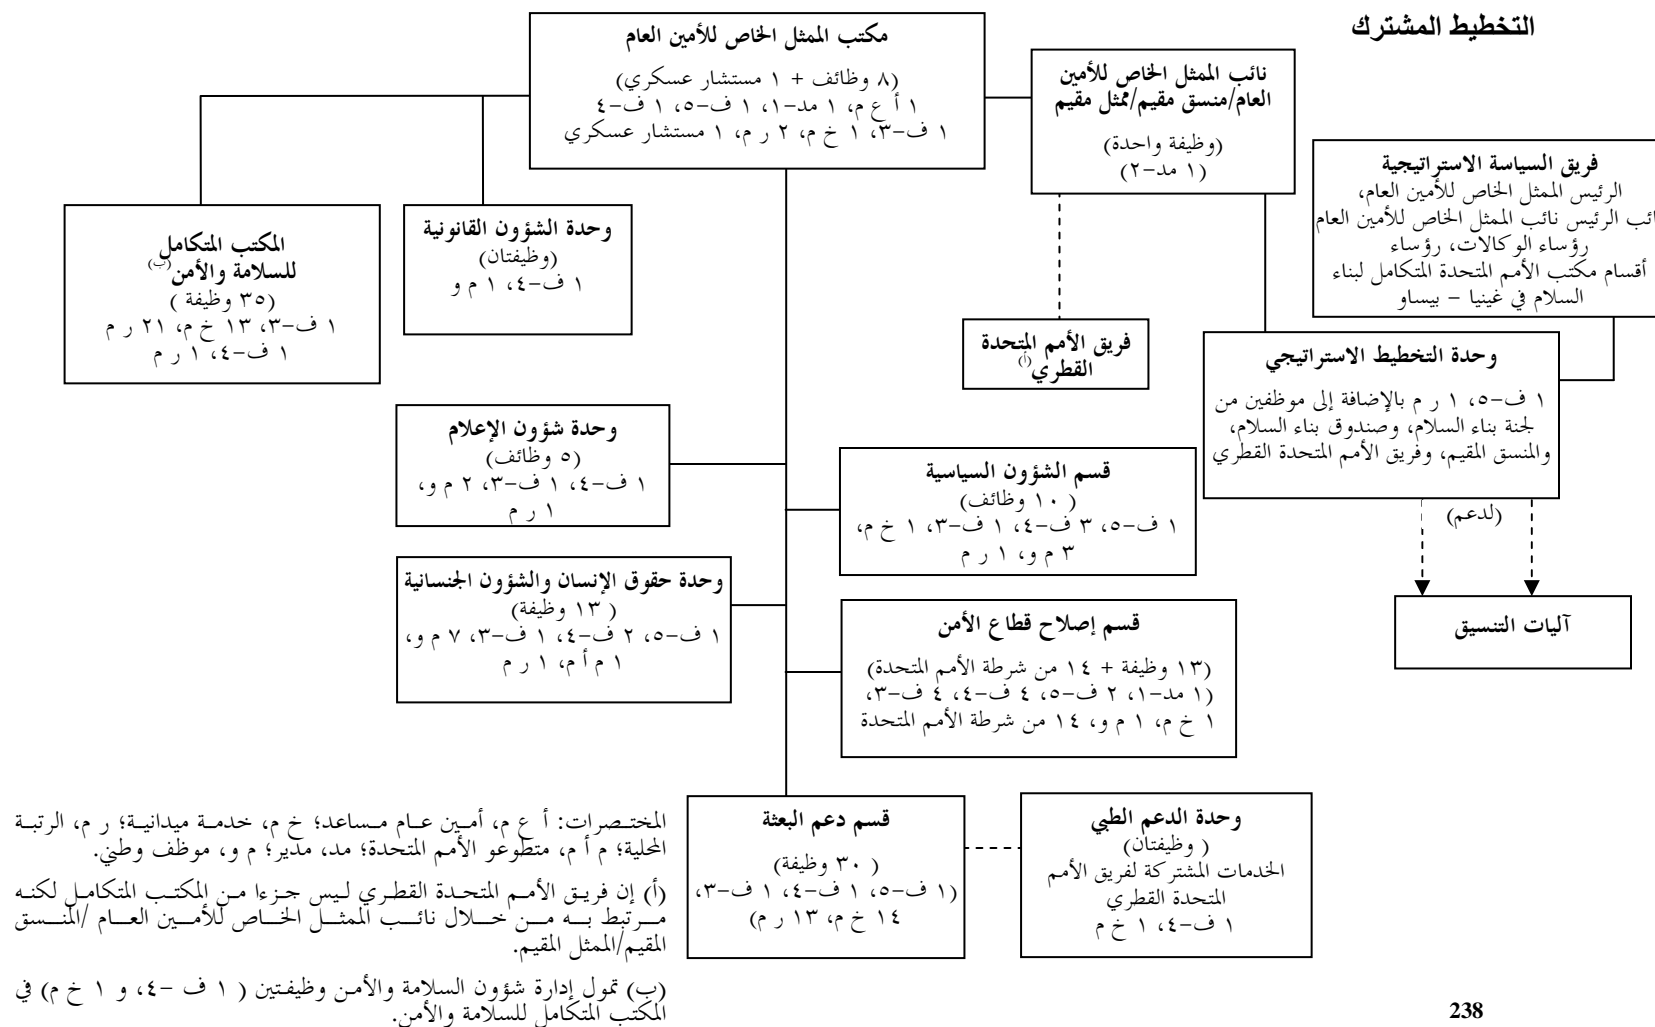 التخطيط المشترك
مكتب الممثل الخاص للأمين العام
(٨ وظائف + ١ مستشار عسكري)
١ أ ع م، ١ مد-١، ١ ف-٥، ١ ف-٤
١ ف-٣، ١ خ م، ٢ ر م، ١ مستشار عسكري
نائب الممثل الخاص للأمين
العام/منسق مقيم/ممثل مقيم
(وظيفة واحدة)
(١ مد-٢)
فريق السياسة الاستراتيجية
الرئيس الممثل الخاص للأمين العام،
ائب الرئيس نائب الممثل الخاص للأمين العام
رؤساء الوكالات، رؤساء
أقسام مكتب الأمم المتحدة المتكامل لبناء
السلام في غينيا - بيساو
وحدة الشؤون القانونية
(وظيفتان)
١ ف-٤، ١ م و
المكتب المتكامل
للسلامة والأمن(ب)
(٣٥ وظيفة )
١ ف-٣، ١٣ خ م، ٢١ ر م
١ ف-٤، ١ ر م
فريق الأمم المتحدة
القطري(أ)
وحدة التخطيط الاستراتيجي
١ ف-٥، ١ ر م بالإضافة إلى موظفين من
لجنة بناء السلام، وصندوق بناء السلام،
والمنسق المقيم، وفريق الأمم المتحدة القطري
(لدعم)
آليات التنسيق
وحدة شؤون الإعلام
(٥ وظائف)
١ ف-٤، ١ ف-٣، ٢ م و،
١ ر م
قسم الشؤون السياسية
( ١٠ وظائف)
١ ف-٥، ٣ ف-٤، ١ ف-٣، ١ خ م،
٣ م و، ١ ر م
وحدة حقوق الإنسان والشؤون الجنسانية
( ١٣ وظيفة)
١ ف-٥، ٢ ف-٤، ١ ف-٣، ٧ م و،
١ م أ م، ١ ر م
قسم إصلاح قطاع الأمن
(١٣ وظيفة + ١٤ من شرطة الأمم المتحدة)
(١ مد-١، ٢ ف-٥، ٤ ف-٤، ٤ ف-٣،
١ خ م، ١ م و، ١٤ من شرطة الأمم المتحدة
قسم دعم البعثة
( ٣٠ وظيفة)
(١ ف-٥، ١ ف-٤، ١ ف-٣،
١٤ خ م، ١٣ ر م)
وحدة الدعم الطبي
( وظيفتان)
الخدمات المشتركة لفريق الأمم
المتحدة القطري
١ ف-٤، ١ خ م
المختصرات: أ ع م، أمين عام مساعد؛ خ م، خدمة ميدانية؛ ر م، الرتبة
المحلية؛ م أ م، متطوعو الأمم المتحدة؛ مد، مدير؛ م و، موظف وطني.
(أ) إن فريق الأمم المتحدة القطري ليس جزءا من المكتب المتكامل لكنه
مرتبط به من خلال نائب الممثل الخاص للأمين العام /المنسق
المقيم/الممثل المقيم.
(ب) تمول إدارة شؤون السلامة والأمن وظيفتين ( ١ ف -٤، و ١ خ م) في
المكتب المتكامل للسلامة والأمن.
238